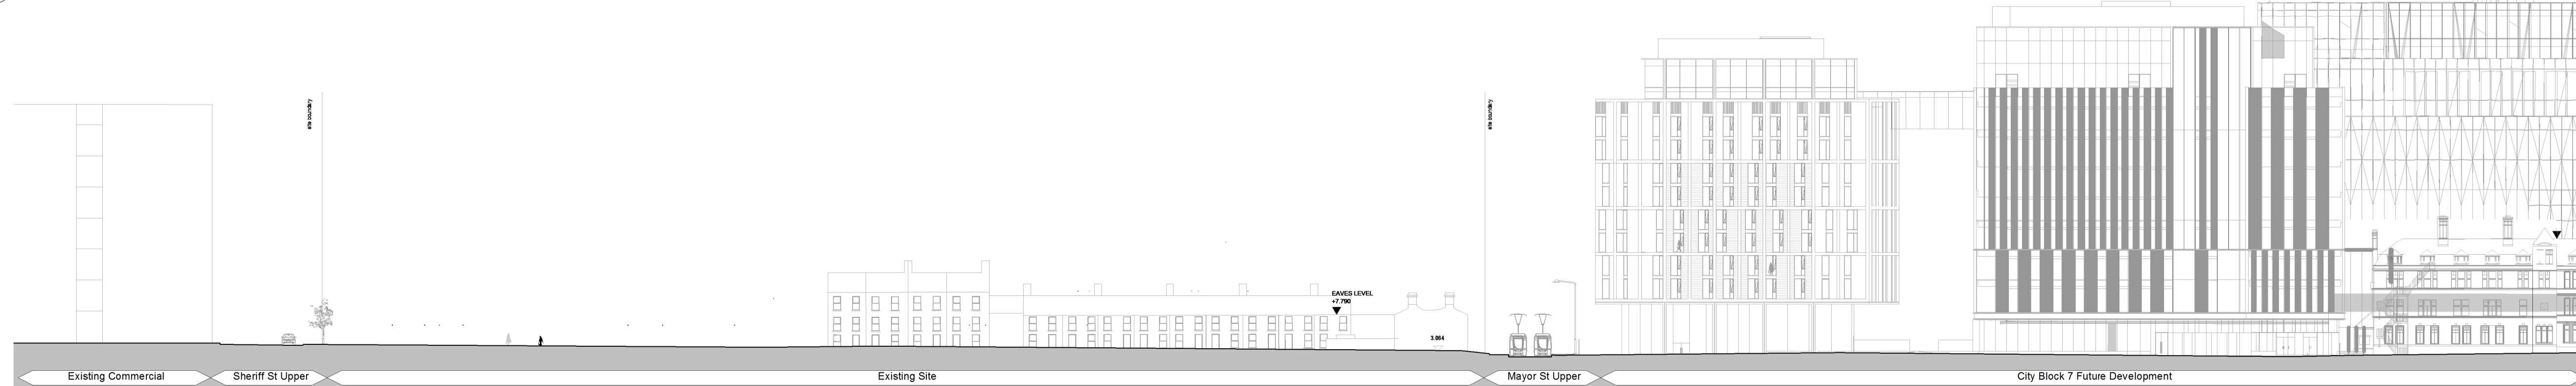 site boundary
site boundary
EAVES LEVEL
+7.790
3.064
Existing Commercial
Sheriff St Upper
Existing Site
Mayor St Upper
City Block 7 Future Development